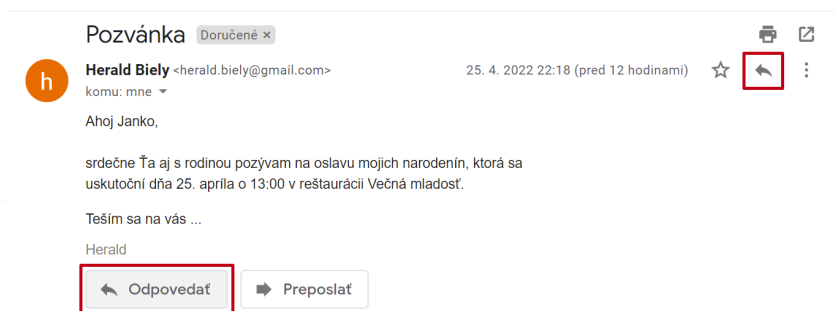 Pozvánka Doručené ×
Herald Biely <herald.biely@gmail.com> 25. 4. 2022 22:18 (pred 12 hodinami)
h
komu: mne
Ahoj Janko,
srdečne Ťa aj s rodinou pozývam na oslavu mojich narodenín, ktorá sa
uskutoční dňa 25. apríla o 13:00 v reštaurácii Večná mladosť.
Teším sa na vás ...
Herald
Odpovedať Preposlať